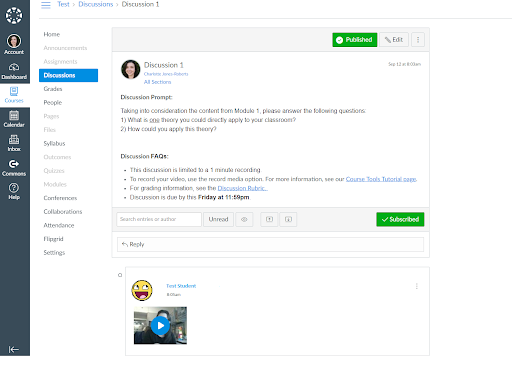 Test > Discussions > Discussion 1
Account
Dashboard
Courses
Calendar
Inbox
Commons
Help
Home
Announcements
Assignments
Discussions
Grades
People
Pages
Files
Syllabus
Outcomes
Quizzes
Modules
Conferences
Collaborations
Attendance
Flipgrid
Settings
Published
Edit
Discussion 1
Sep 12 at 8:03am
Charlotte Jones-Roberts
All Sections
Discussion Prompt:
Taking into consideration the content from Module 1, please answer the following questions:
1) What is one theory you could directly apply to your classroom?
2) How could you apply this theory?
Discussion FAQs:
• This discussion is limited to a 1 minute recording.
• To record your video, use the record media option. For more information, see our Course Tools Tutorial page.
• For grading information, see the Discussion Rubric.
• Discussion is due by this Friday at 11:59pm
Search entries or author
Unread
Subscribed
Reply
Test Student
8:05am